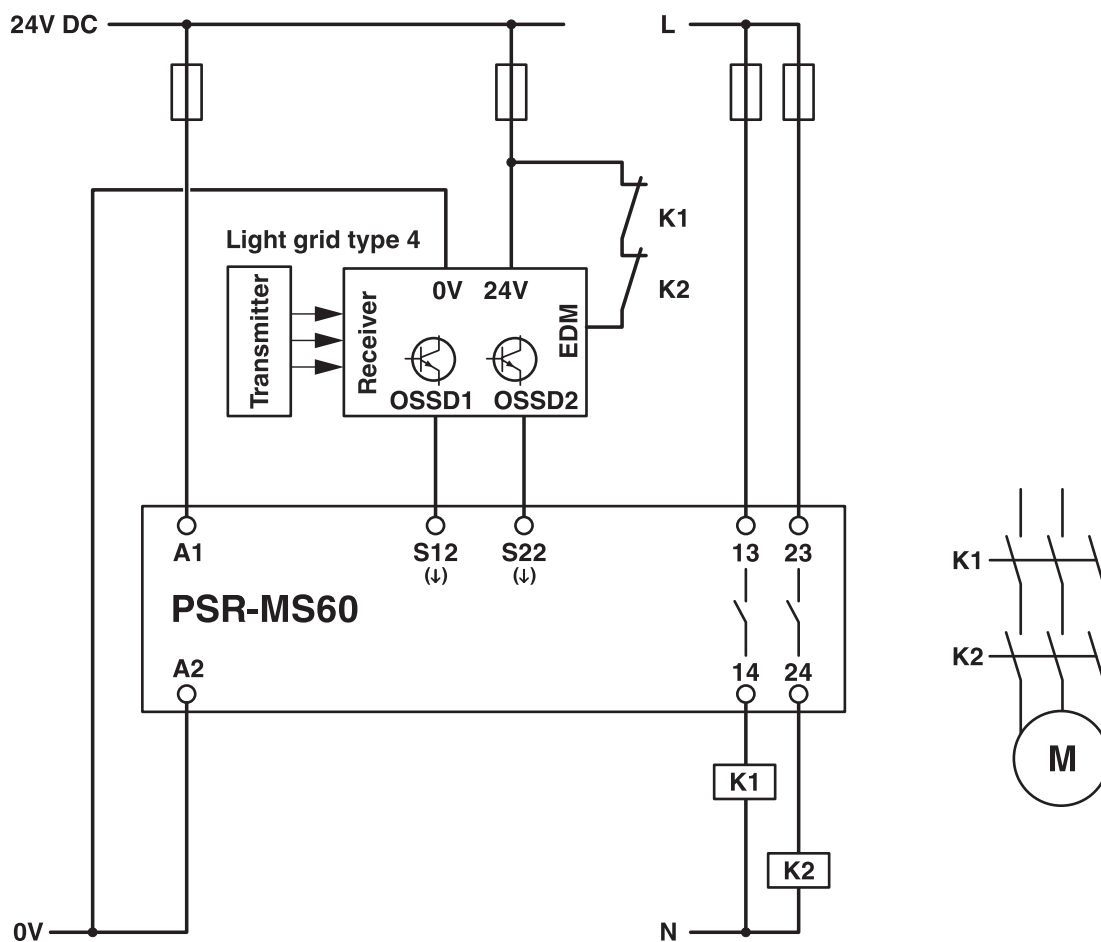 24V DC
L
K1
Light grid type 4
0V 24V
K2
Transmitter
Receiver
EDM
OSSD1 OSSD2
A1
S12
(↓)
S22
(↓)
13 23
K1
PSR-MS60
A2
14 24
K2
M
K1
K2
0V
N